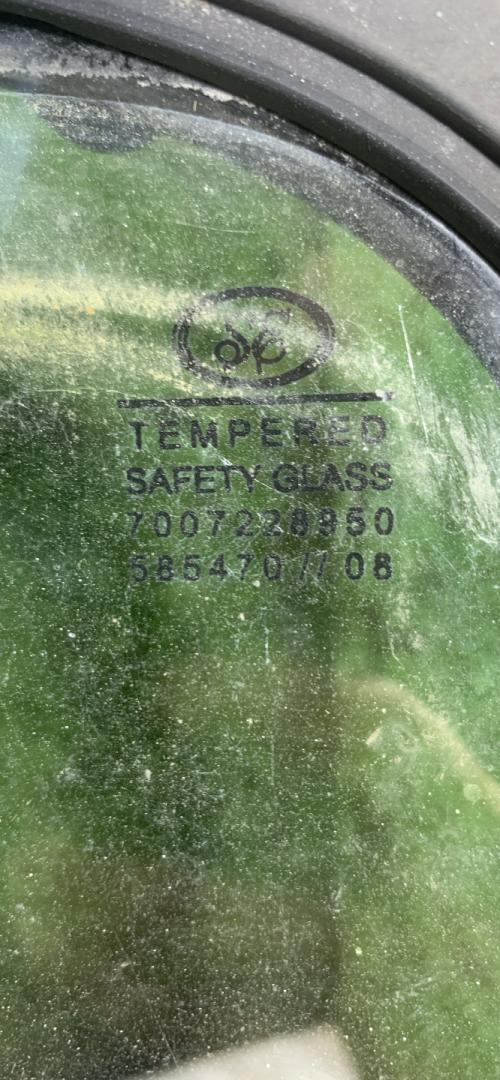 TEMPERED
SAFETY GLASS
7007228950
585470 // 08